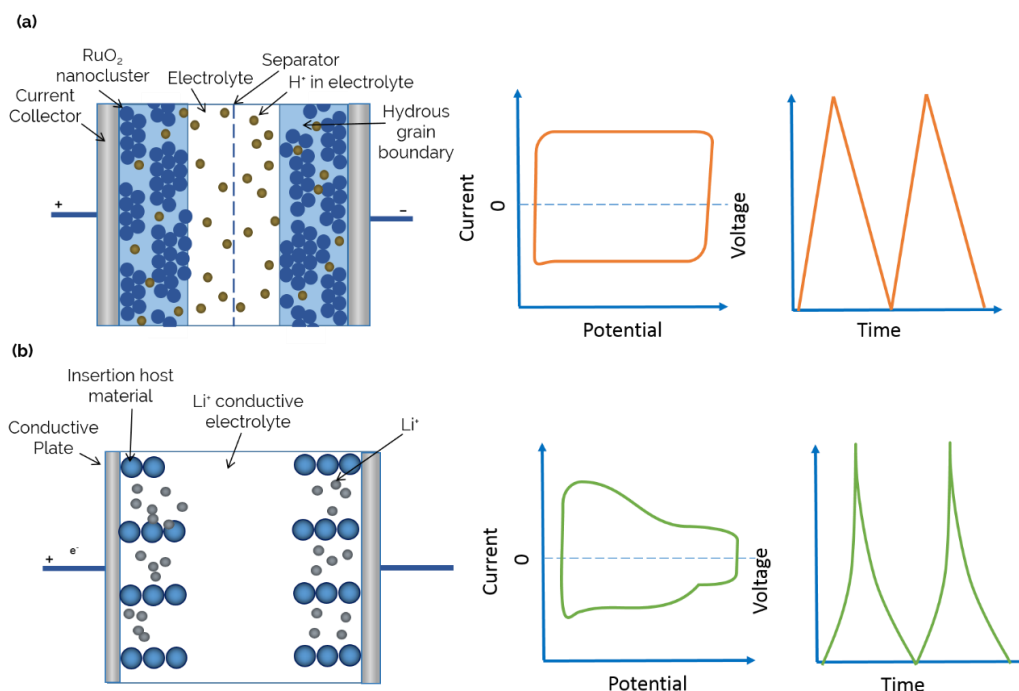 (a)
RuO₂
nanocluster
Current
Collector
Electrolyte
Separator
H⁺ in electrolyte
Hydrous
grain
boundary
+
−
Current
0
Potential
Voltage
Time
(b)
Insertion host
material
Conductive
Plate
Li⁺ conductive
electrolyte
Li⁺
+
e⁻
Current
0
Potential
Voltage
Time